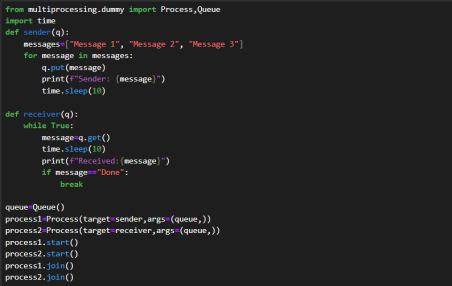 from multiprocessing.dummy import Process,Queue
import time
def sender(q):
    messages=["Message 1", "Message 2", "Message 3"]
    for message in messages:
        q.put(message)
        print(f"Sender: {message}")
        time.sleep(10)

def receiver(q):
    while True:
        message=q.get()
        time.sleep(10)
        print(f"Received:{message}")
        if message=="Done":
            break

queue=Queue()
process1=Process(target=sender,args=(queue,))
process2=Process(target=receiver,args=(queue,))
process1.start()
process2.start()
process1.join()
process2.join()